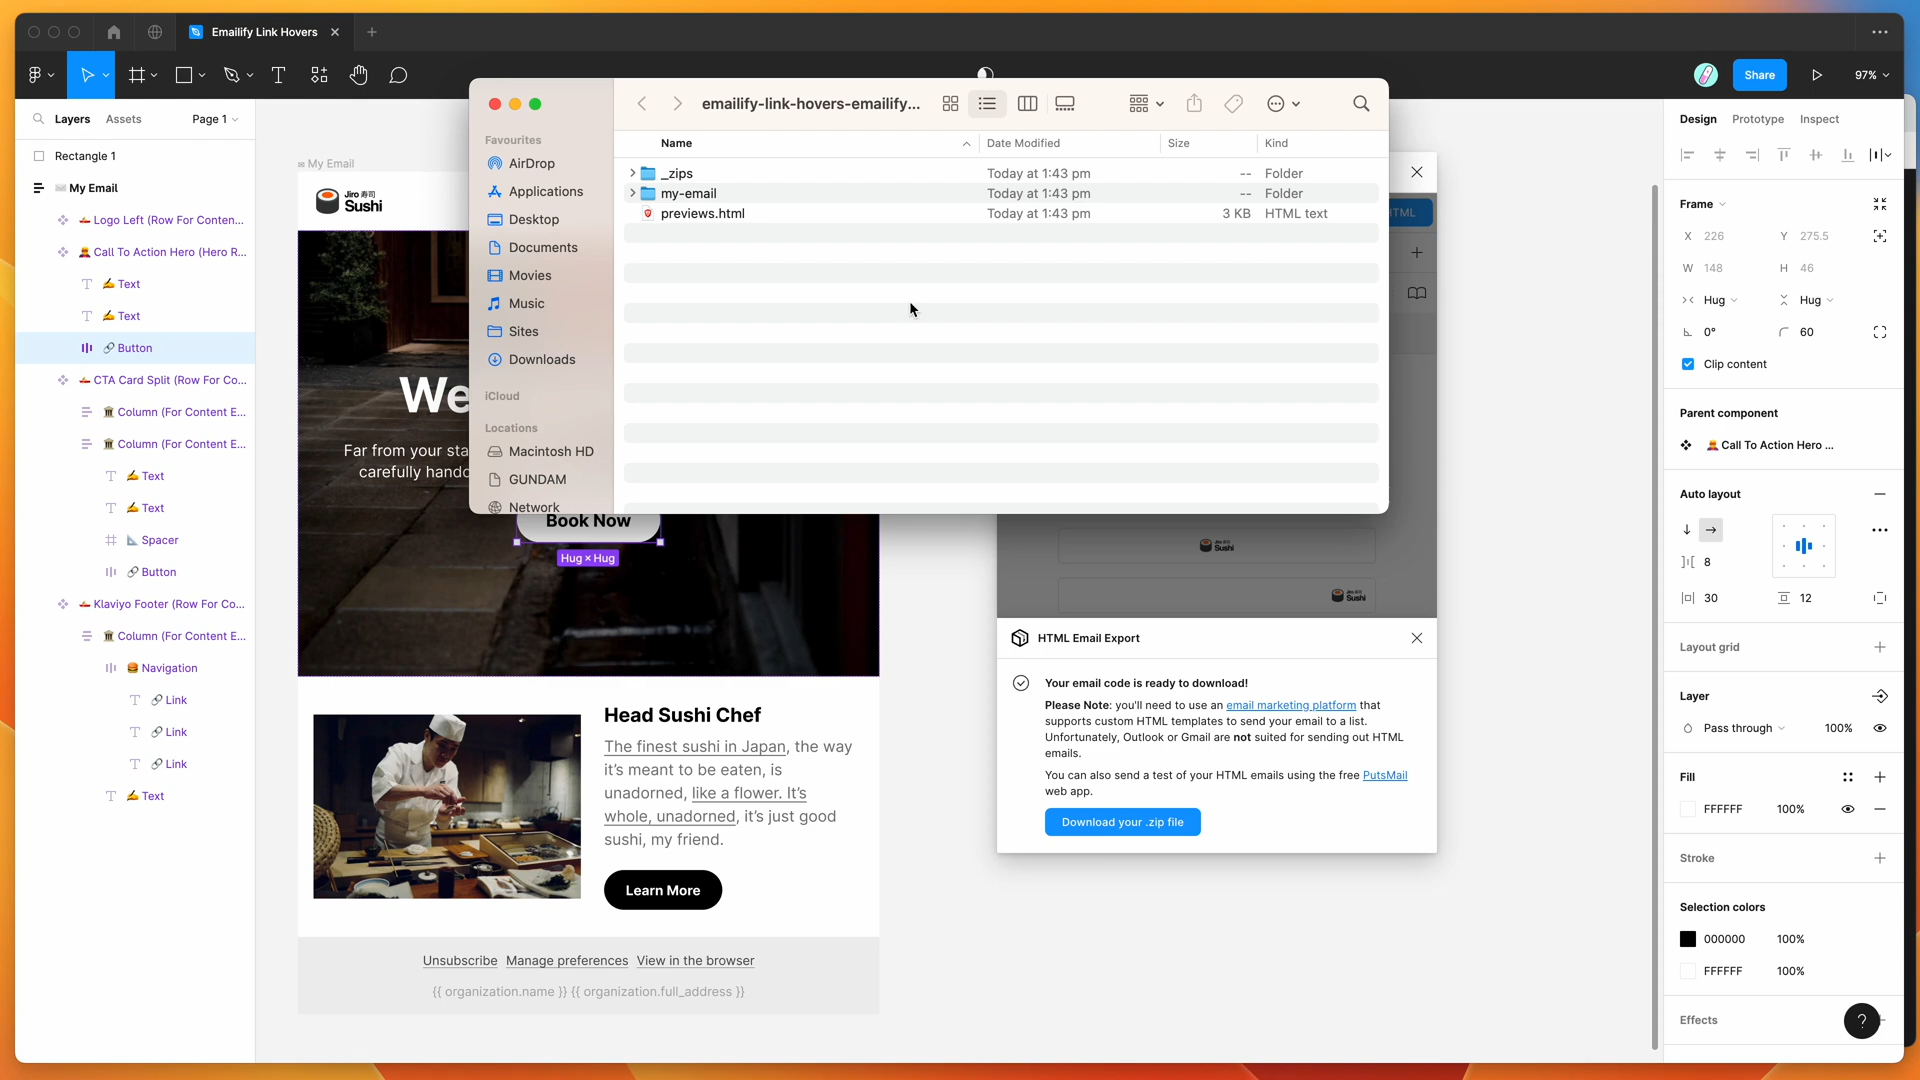 Emailify Link Hovers
Share
97%
Layers
Assets
Page 1
Rectangle 1
My Email
Logo Left (Row For Conten...
Call To Action Hero (Hero R...
Text
Text
Button
CTA Card Split (Row For Co...
Column (For Content E...
Column (For Content E...
Text
Text
Spacer
Button
Klaviyo Footer (Row For Co...
Column (For Content E...
Navigation
Link
Link
Link
Text
My Email
Jiro 寿司
Sushi
We
Far from your sta
carefully hando
Book Now
Hug × Hug
Head Sushi Chef
The finest sushi in Japan, the way
it's meant to be eaten, is
unadorned, like a flower. It's
whole, unadorned, it's just good
sushi, my friend.
Learn More
Unsubscribe Manage preferences View in the browser
{{ organization.name }} {{ organization.full_address }}
emailify-link-hovers-emailify...
Favourites
AirDrop
Applications
Desktop
Documents
Movies
Music
Sites
Downloads
iCloud
Locations
Macintosh HD
GUNDAM
Network
Name
Date Modified
Size
Kind
_zips
Today at 1:43 pm
--
Folder
my-email
Today at 1:43 pm
--
Folder
previews.html
Today at 1:43 pm
3 KB
HTML text
TML
Jiro 寿司
Sushi
Jiro 寿司
Sushi
HTML Email Export
Your email code is ready to download!
Please Note: you'll need to use an email marketing platform that
supports custom HTML templates to send your email to a list.
Unfortunately, Outlook or Gmail are not suited for sending out HTML
emails.
You can also send a test of your HTML emails using the free PutsMail
web app.
Download your .zip file
Design
Prototype
Inspect
Frame
X 226
Y 275.5
W 148
H 46
Hug
Hug
0°
60
Clip content
Parent component
Call To Action Hero ...
Auto layout
8
30
12
Layout grid
Layer
Pass through
100%
Fill
FFFFFF
100%
Stroke
Selection colors
000000
100%
FFFFFF
100%
Effects
?